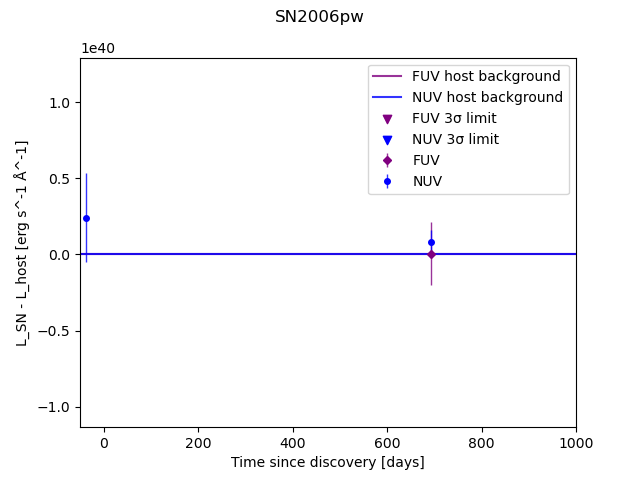 SN2006pw
1e40
FUV host background
NUV host background
FUV 3σ limit
NUV 3σ limit
FUV
NUV
1.0
0.5
0.0
−0.5
−1.0
L_SN - L_host [erg s^-1 Å^-1]
0 200 400 600 800 1000
Time since discovery [days]